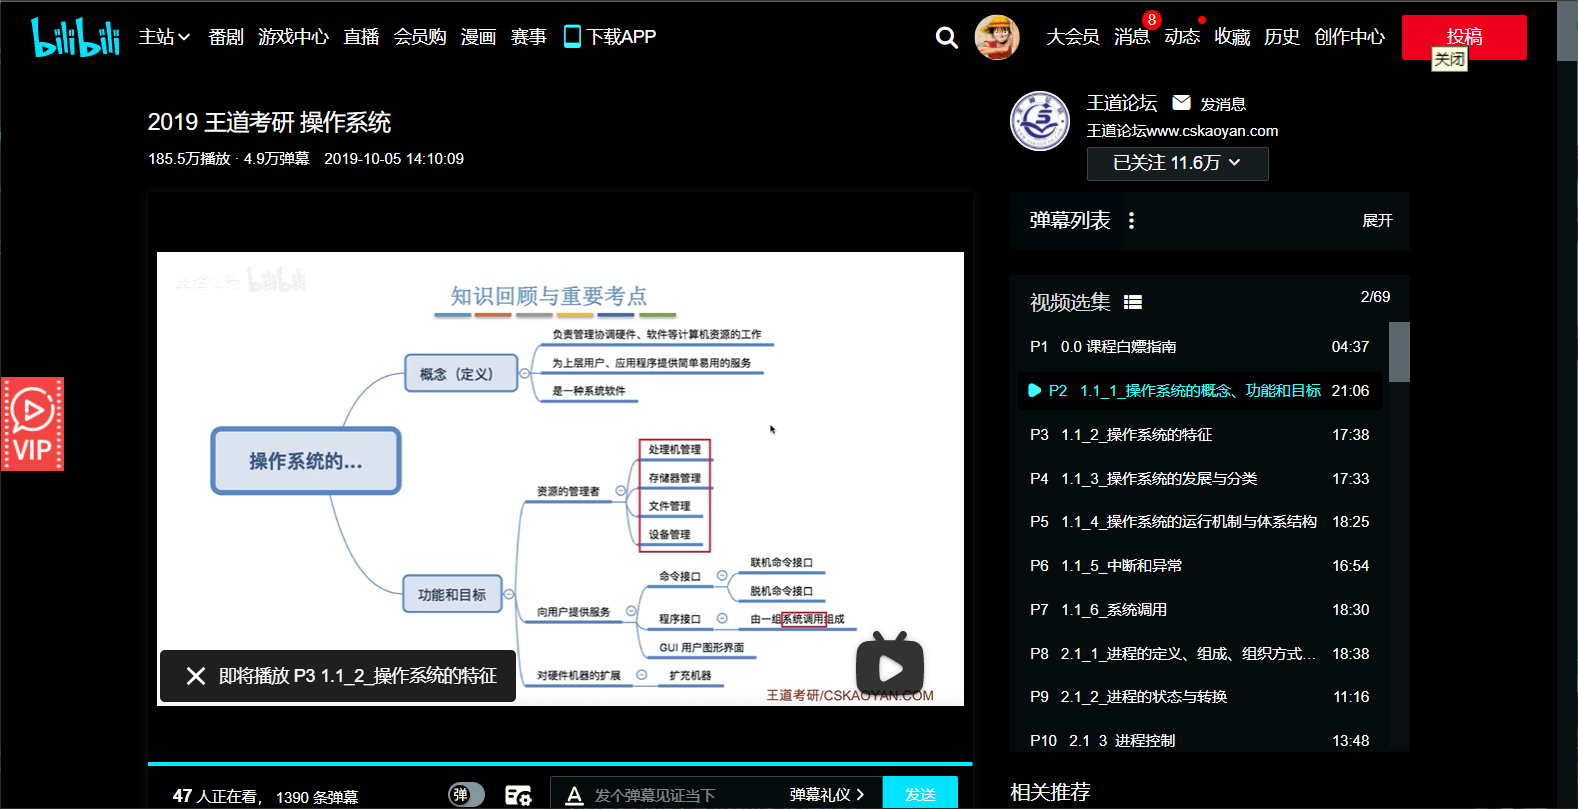 bilibili 主站 番剧 游戏中心 直播 会员购 漫画 赛事 下载APP 大会员 消息 8 动态 收藏 历史 创作中心 投稿
关闭
2019 王道考研 操作系统
185.5万播放 · 4.9万弹幕 2019-10-05 14:10:09
王道论坛 发消息
王道论坛www.cskaoyan.com
已关注 11.6万
bilibili
知识回顾与重要考点
操作系统的...
概念（定义）
负责管理协调硬件、软件等计算机资源的工作
为上层用户、应用程序提供简单易用的服务
是一种系统软件
功能和目标
资源的管理者
处理机管理
存储器管理
文件管理
设备管理
向用户提供服务
命令接口
联机命令接口
脱机命令接口
程序接口
由一组系统调用组成
GUI 用户图形界面
对硬件机器的扩展
扩充机器
王道考研/CSKAOYAN.COM
即将播放 P3 1.1_2_操作系统的特征
VIP
47 人正在看， 1390 条弹幕
弹
A 发个弹幕见证当下 弹幕礼仪 发送
弹幕列表 展开
视频选集 2/69
P1 0.0 课程白嫖指南 04:37
P2 1.1_1_操作系统的概念、功能和目标 21:06
P3 1.1_2_操作系统的特征 17:38
P4 1.1_3_操作系统的发展与分类 17:33
P5 1.1_4_操作系统的运行机制与体系结构 18:25
P6 1.1_5_中断和异常 16:54
P7 1.1_6_系统调用 18:30
P8 2.1_1_进程的定义、组成、组织方式... 18:38
P9 2.1_2_进程的状态与转换 11:16
P10 2.1_3_进程控制 13:48
相关推荐